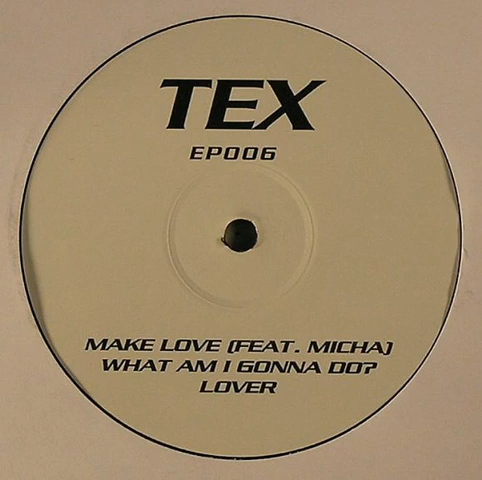 TEX
EP006
MAKE LOVE (FEAT. MICHA)
WHAT AM I GONNA DO?
LOVER